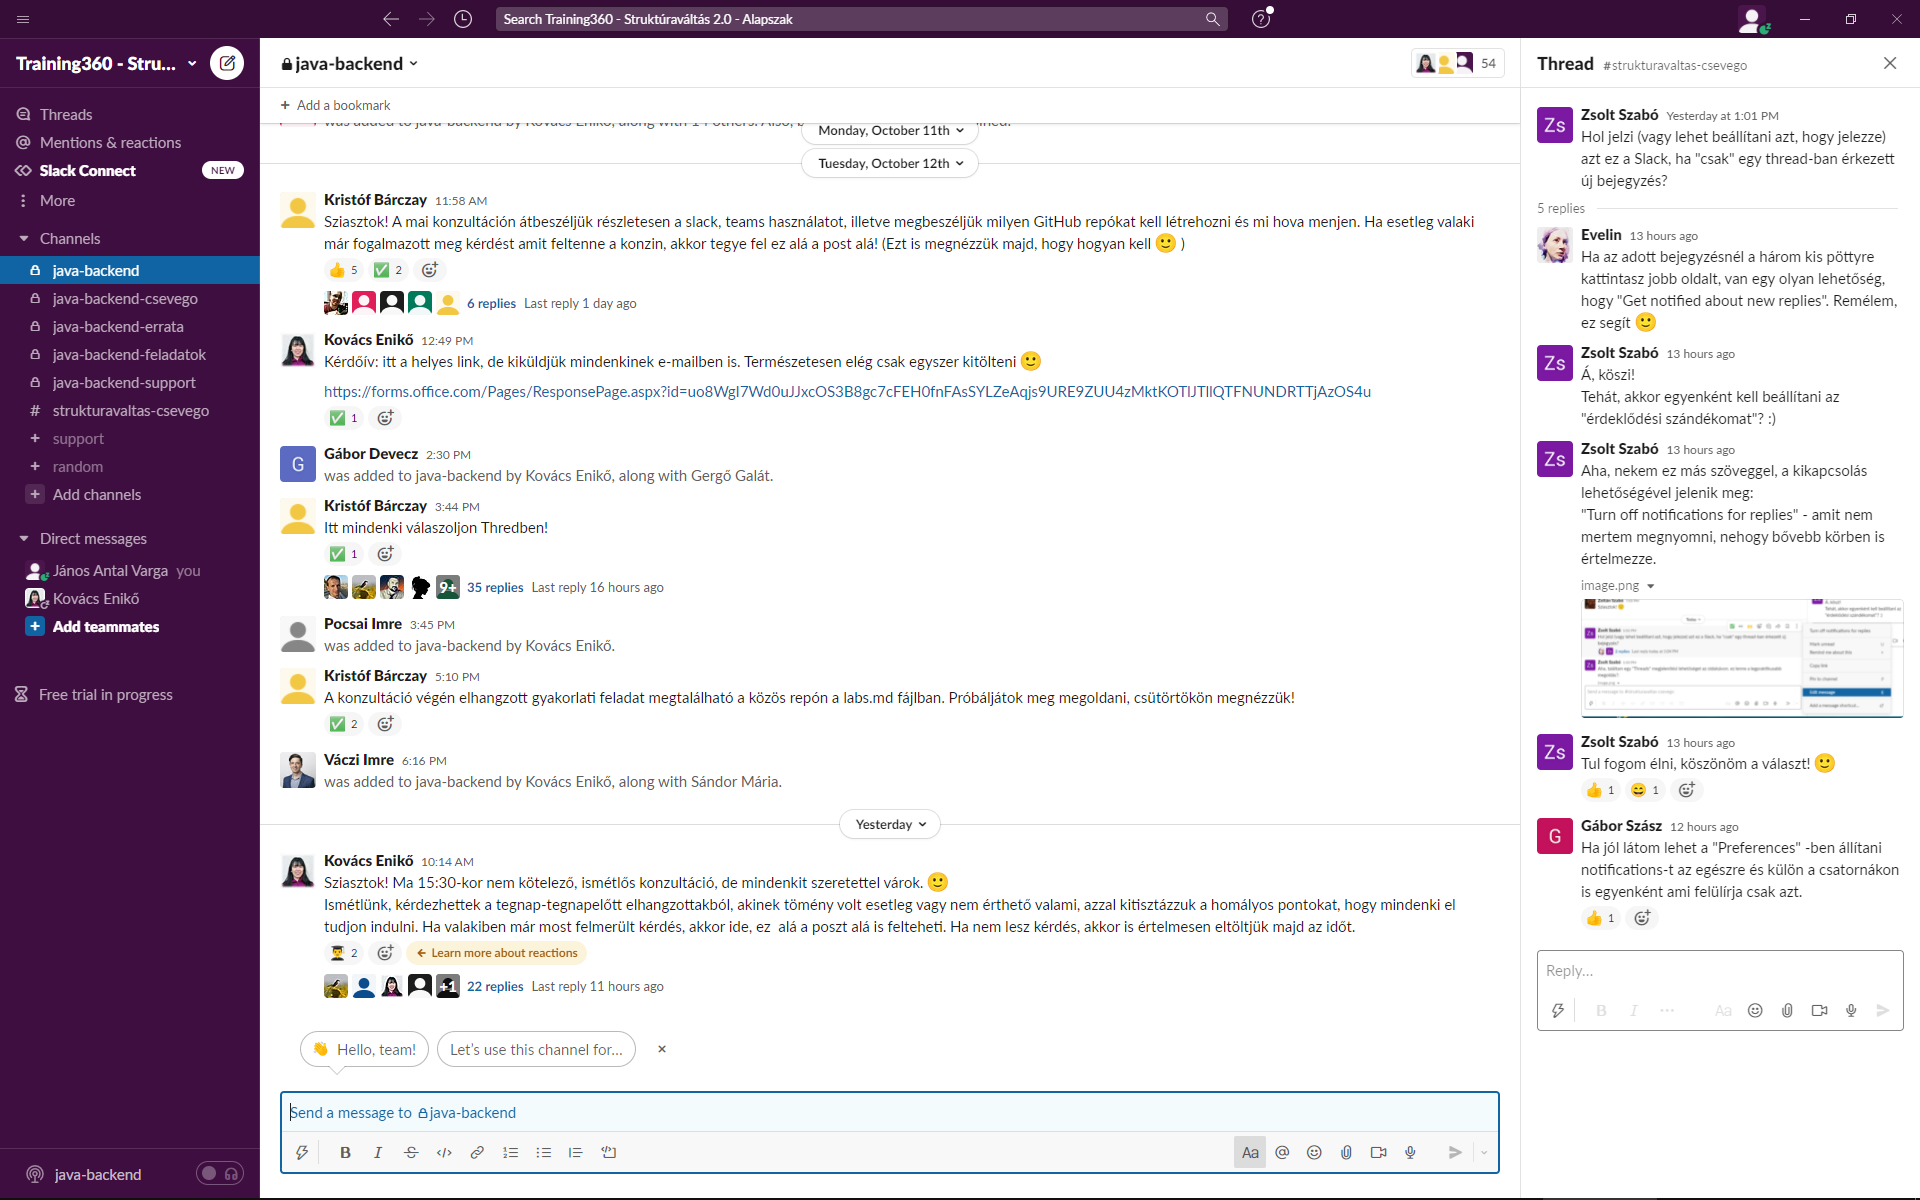 Search Training360 - Struktúraváltás 2.0 - Alapszak
Training360 - Stru...
Threads
Mentions & reactions
Slack Connect NEW
More
Channels
java-backend
java-backend-csevego
java-backend-errata
java-backend-feladatok
java-backend-support
# strukturavaltas-csevego
+ support
+ random
+ Add channels
Direct messages
János Antal Varga you
Kovács Enikő
+ Add teammates
Free trial in progress
java-backend
java-backend
54
+ Add a bookmark
was added to java-backend by Kovács Enikő, along with
Monday, October 11th
Tuesday, October 12th
Kristóf Bárczay 11:58 AM
Sziasztok! A mai konzultáción átbeszéljük részletesen a slack, teams használatot, illetve megbeszéljük milyen GitHub repókat kell létrehozni és mi hova menjen. Ha esetleg valaki
már fogalmazott meg kérdést amit feltenne a konzin, akkor tegye fel ez alá a post alá! (Ezt is megnézzük majd, hogy hogyan kell 🙂 )
👍 5 ✅ 2
6 replies Last reply 1 day ago
Kovács Enikő 12:49 PM
Kérdőív: itt a helyes link, de kiküldjük mindenkinek e-mailben is. Természetesen elég csak egyszer kitölteni 🙂
https://forms.office.com/Pages/ResponsePage.aspx?id=uo8WgI7Wd0uJJxcOS3B8gc7cFEH0fnFAsSYLZeAqjs9URE9ZUU4zMktKOTlJTllQTFNUNDRTTjAzOS4u
✅ 1
G
Gábor Devecz 2:30 PM
was added to java-backend by Kovács Enikő, along with Gergő Galát.
Kristóf Bárczay 3:44 PM
Itt mindenki válaszoljon Thredben!
✅ 1
9+ 35 replies Last reply 16 hours ago
Pocsai Imre 3:45 PM
was added to java-backend by Kovács Enikő.
Kristóf Bárczay 5:10 PM
A konzultáció végén elhangzott gyakorlati feladat megtalálható a közös repón a labs.md fájlban. Próbáljátok meg megoldani, csütörtökön megnézzük!
✅ 2
Váczi Imre 6:16 PM
was added to java-backend by Kovács Enikő, along with Sándor Mária.
Yesterday
Kovács Enikő 10:14 AM
Sziasztok! Ma 15:30-kor nem kötelező, ismétlős konzultáció, de mindenkit szeretettel várok. 🙂
Ismétlünk, kérdezhettek a tegnap-tegnapelőtt elhangzottakból, akinek tömény volt esetleg vagy nem érthető valami, azzal kitisztázzuk a homályos pontokat, hogy mindenki el
tudjon indulni. Ha valakiben már most felmerült kérdés, akkor ide, ez alá a poszt alá is felteheti. Ha nem lesz kérdés, akkor is értelmesen eltöltjük majd az időt.
2 ← Learn more about reactions
+1 22 replies Last reply 11 hours ago
👋 Hello, team! Let's use this channel for...
Send a message to java-backend
B I S Aa @
Thread #strukturavaltas-csevego
Zs
Zsolt Szabó Yesterday at 1:01 PM
Hol jelzi (vagy lehet beállítani azt, hogy jelezze)
azt ez a Slack, ha "csak" egy thread-ban érkezett
új bejegyzés?
5 replies
Evelin 13 hours ago
Ha az adott bejegyzésnél a három kis pöttyre
kattintasz jobb oldalt, van egy olyan lehetőség,
hogy "Get notified about new replies". Remélem,
ez segít 🙂
Zs
Zsolt Szabó 13 hours ago
Á, köszi!
Tehát, akkor egyenként kell beállítani az
"érdeklődési szándékomat"? :)
Zs
Zsolt Szabó 13 hours ago
Aha, nekem ez más szöveggel, a kikapcsolás
lehetőségével jelenik meg:
"Turn off notifications for replies" - amit nem
mertem megnyomni, nehogy bővebb körben is
értelmezze.
image.png
Zs
Zsolt Szabó 13 hours ago
Tul fogom élni, köszönöm a választ! 🙂
👍 1 😄 1
G
Gábor Szász 12 hours ago
Ha jól látom lehet a "Preferences" -ben állítani
notifications-t az egészre és külön a csatornákon
is egyenként ami felülírja csak azt.
👍 1
Reply...
B I Aa